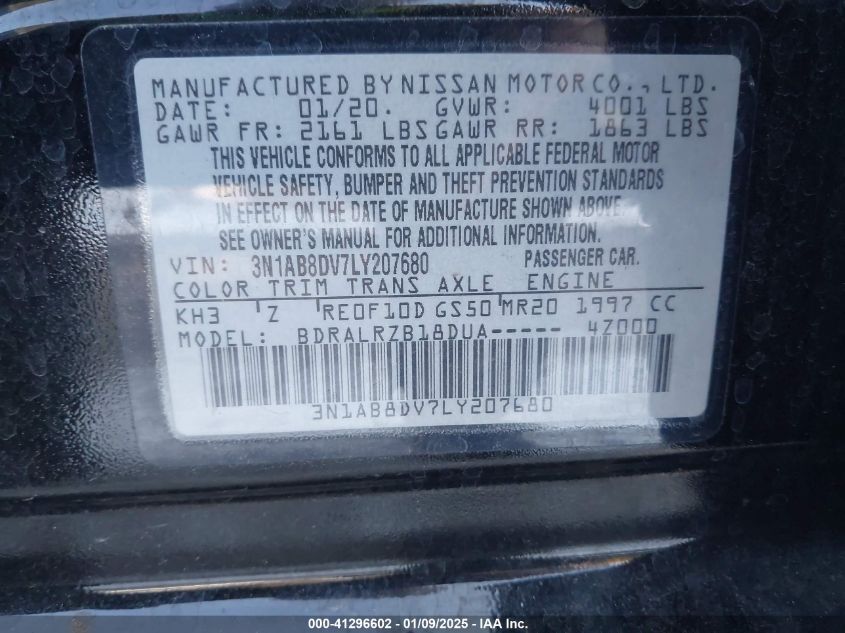 MANUFACTURED BY NISSAN MOTOR CO., LTD.
DATE: 01/20. GVWR: 4001 LBS
GAWR FR: 2161 LBS GAWR RR: 1863 LBS
THIS VEHICLE CONFORMS TO ALL APPLICABLE FEDERAL MOTOR
VEHICLE SAFETY, BUMPER AND THEFT PREVENTION STANDARDS
IN EFFECT ON THE DATE OF MANUFACTURE SHOWN ABOVE.
SEE OWNER'S MANUAL FOR ADDITIONAL INFORMATION.
VIN: 3N1AB8DV7LY207680 PASSENGER CAR.
COLOR TRIM TRANS AXLE ENGINE
KH3 Z RE0F10D GS50 MR20 1997 CC
MODEL: BDRALRZB18DUA----- 4Z000
3N1AB8DV7LY207680
000-41296602 - 01/09/2025 - IAA Inc.